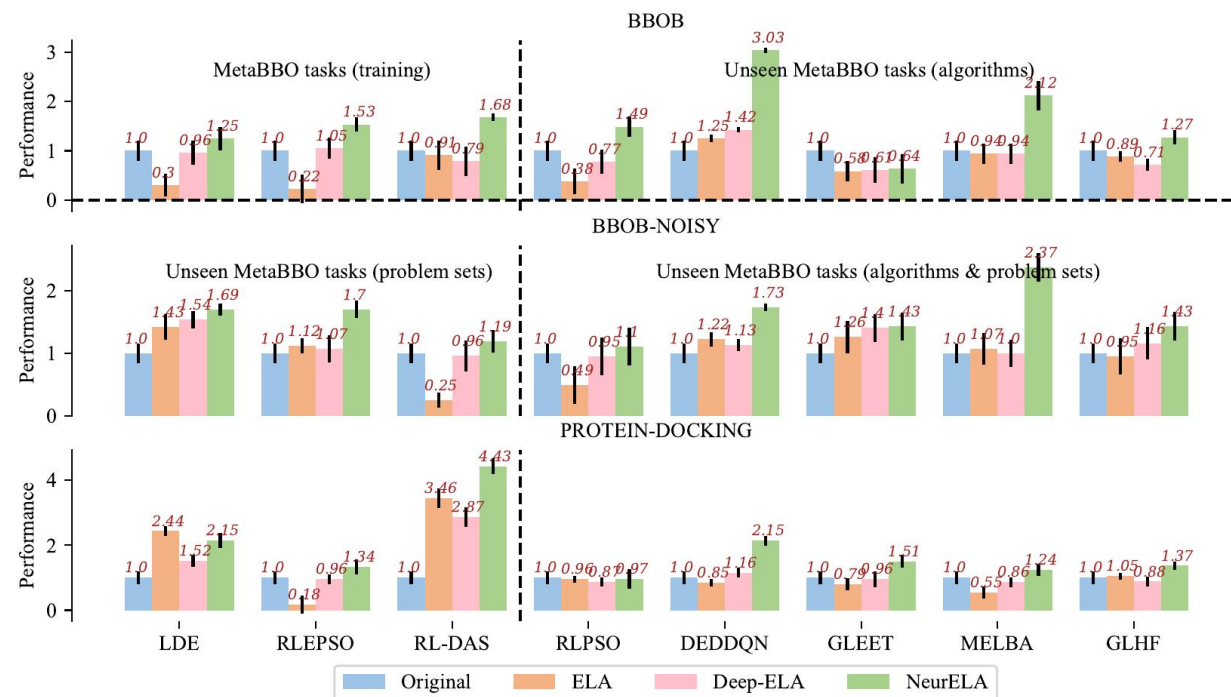 BBOB
MetaBBO tasks (training)
Unseen MetaBBO tasks (algorithms)
Performance
3
2
1
0
1.0 0.3 0.96 1.25
1.0 0.22 1.05 1.53
1.0 0.91 0.79 1.68
1.0 0.38 0.77 1.49
1.0 1.25 1.42 3.03
1.0 0.58 0.61 0.64
1.0 0.94 0.94 2.12
1.0 0.89 0.71 1.27
BBOB-NOISY
Unseen MetaBBO tasks (problem sets)
Unseen MetaBBO tasks (algorithms & problem sets)
Performance
2
1
0
1.0 1.43 1.54 1.69
1.0 1.12 1.07 1.7
1.0 0.25 0.96 1.19
1.0 0.49 0.95 1.1
1.0 1.22 1.13 1.73
1.0 1.26 1.4 1.43
1.0 1.07 1.0 2.37
1.0 0.95 1.16 1.43
PROTEIN-DOCKING
Performance
4
2
0
1.0 2.44 1.52 2.15
1.0 0.18 0.96 1.34
1.0 3.46 2.87 4.43
1.0 0.96 0.87 0.97
1.0 0.85 1.16 2.15
1.0 0.79 0.96 1.51
1.0 0.55 0.86 1.24
1.0 1.05 0.88 1.37
LDE RLEPSO RL-DAS RLPSO DEDDQN GLEET MELBA GLHF
Original ELA Deep-ELA NeurELA